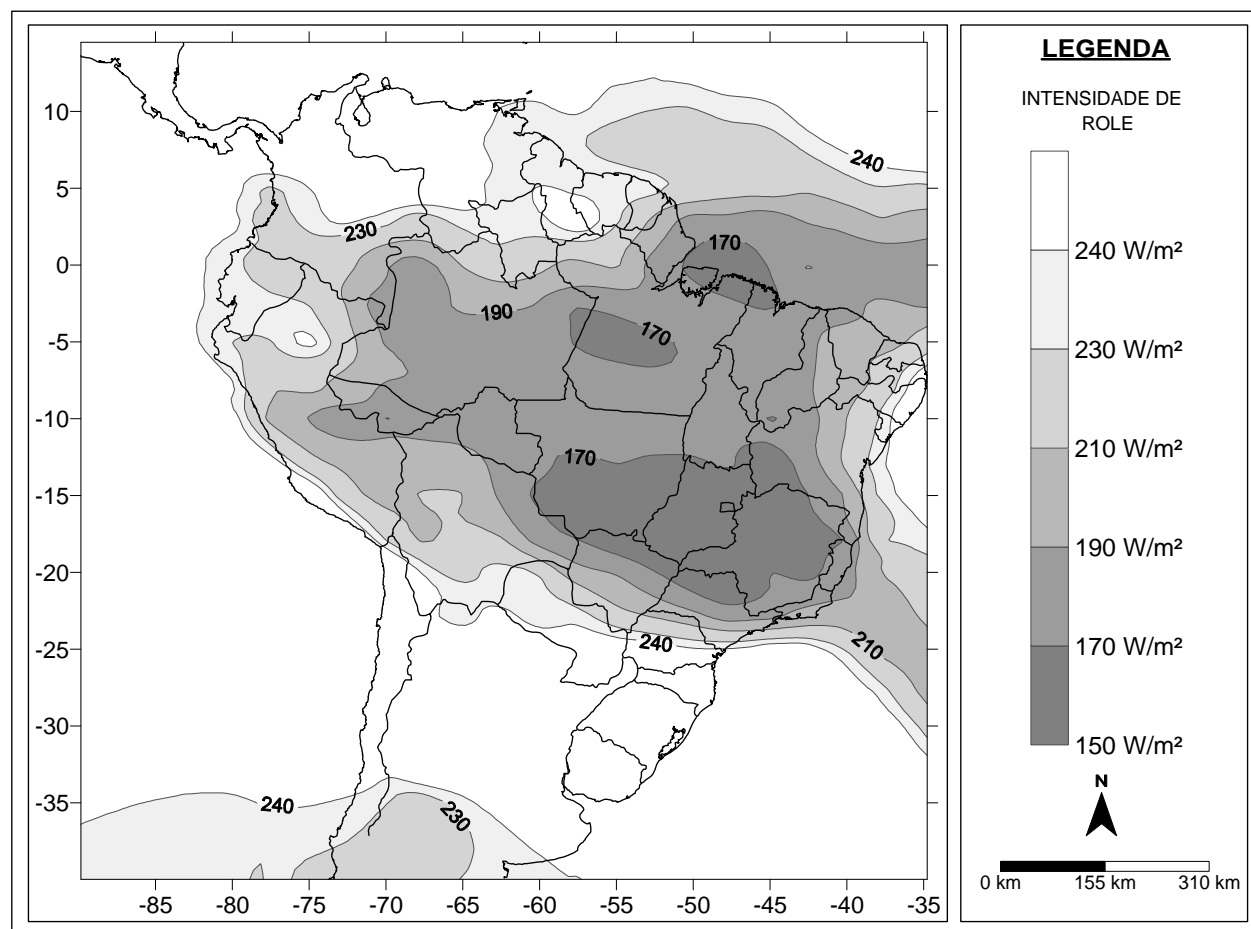 10
5
0
-5
-10
-15
-20
-25
-30
-35
-85 -80 -75 -70 -65 -60 -55 -50 -45 -40 -35
240
230
170
190
170
170
240
210
240
230
LEGENDA
INTENSIDADE DE
ROLE
240 W/m²
230 W/m²
210 W/m²
190 W/m²
170 W/m²
150 W/m²
N
0 km 155 km 310 km